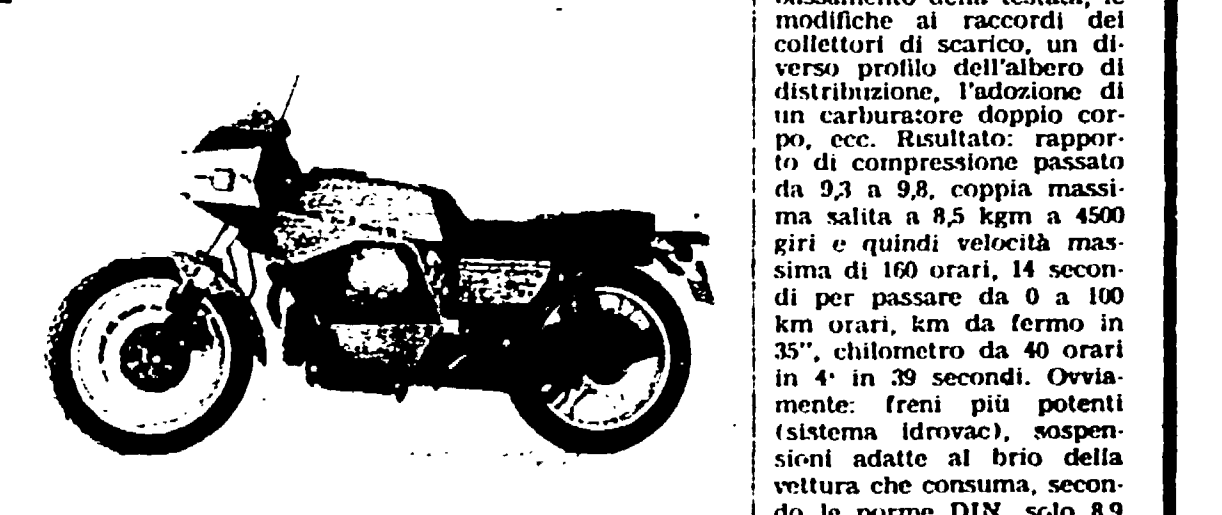 bassamento della testata, le
modifiche ai raccordi dei
collettori di scarico, un di-
verso profilo dell'albero di
distribuzione, l'adozione di
un carburatore doppio cor-
po, ecc. Risultato: rappor-
to di compressione passato
da 9,3 a 9,8, coppia massi-
ma salita a 8,5 kgm a 4500
giri e quindi velocità mas-
sima di 160 orari, 14 secon-
di per passare da 0 a 100
km orari, km da fermo in
35", chilometro da 40 orari
in 4ª in 39 secondi. Ovvia-
mente: freni più potenti
(sistema idrovac), sospen-
sioni adatte al brio della
vettura che consuma, secon-
do le norme DIN, solo 8,9